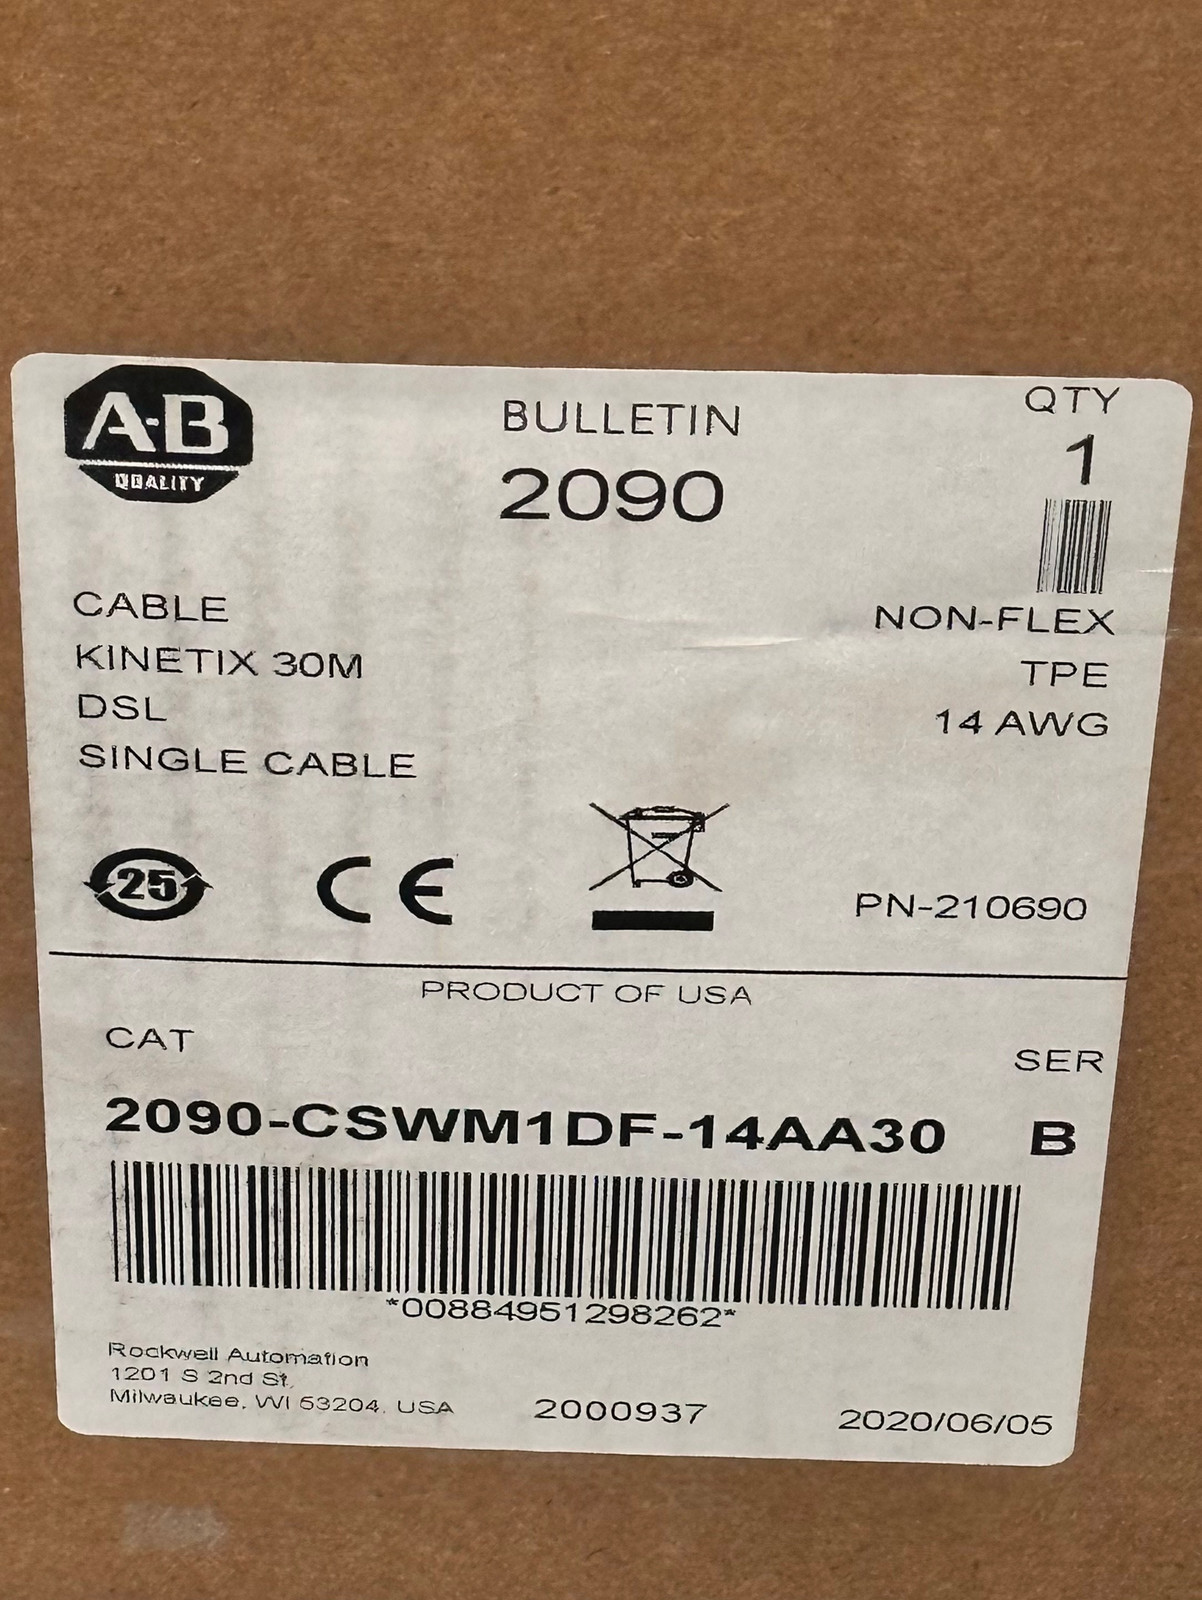 A-B
QUALITY
BULLETIN
2090
QTY
1
CABLE
KINETIX 30M
DSL
SINGLE CABLE
NON-FLEX
TPE
14 AWG
25
CE
PN-210690
PRODUCT OF USA
CAT
SER
2090-CSWM1DF-14AA30 B
*00884951298262*
Rockwell Automation
1201 S 2nd St.
Milwaukee, WI 53204, USA
2000937
2020/06/05